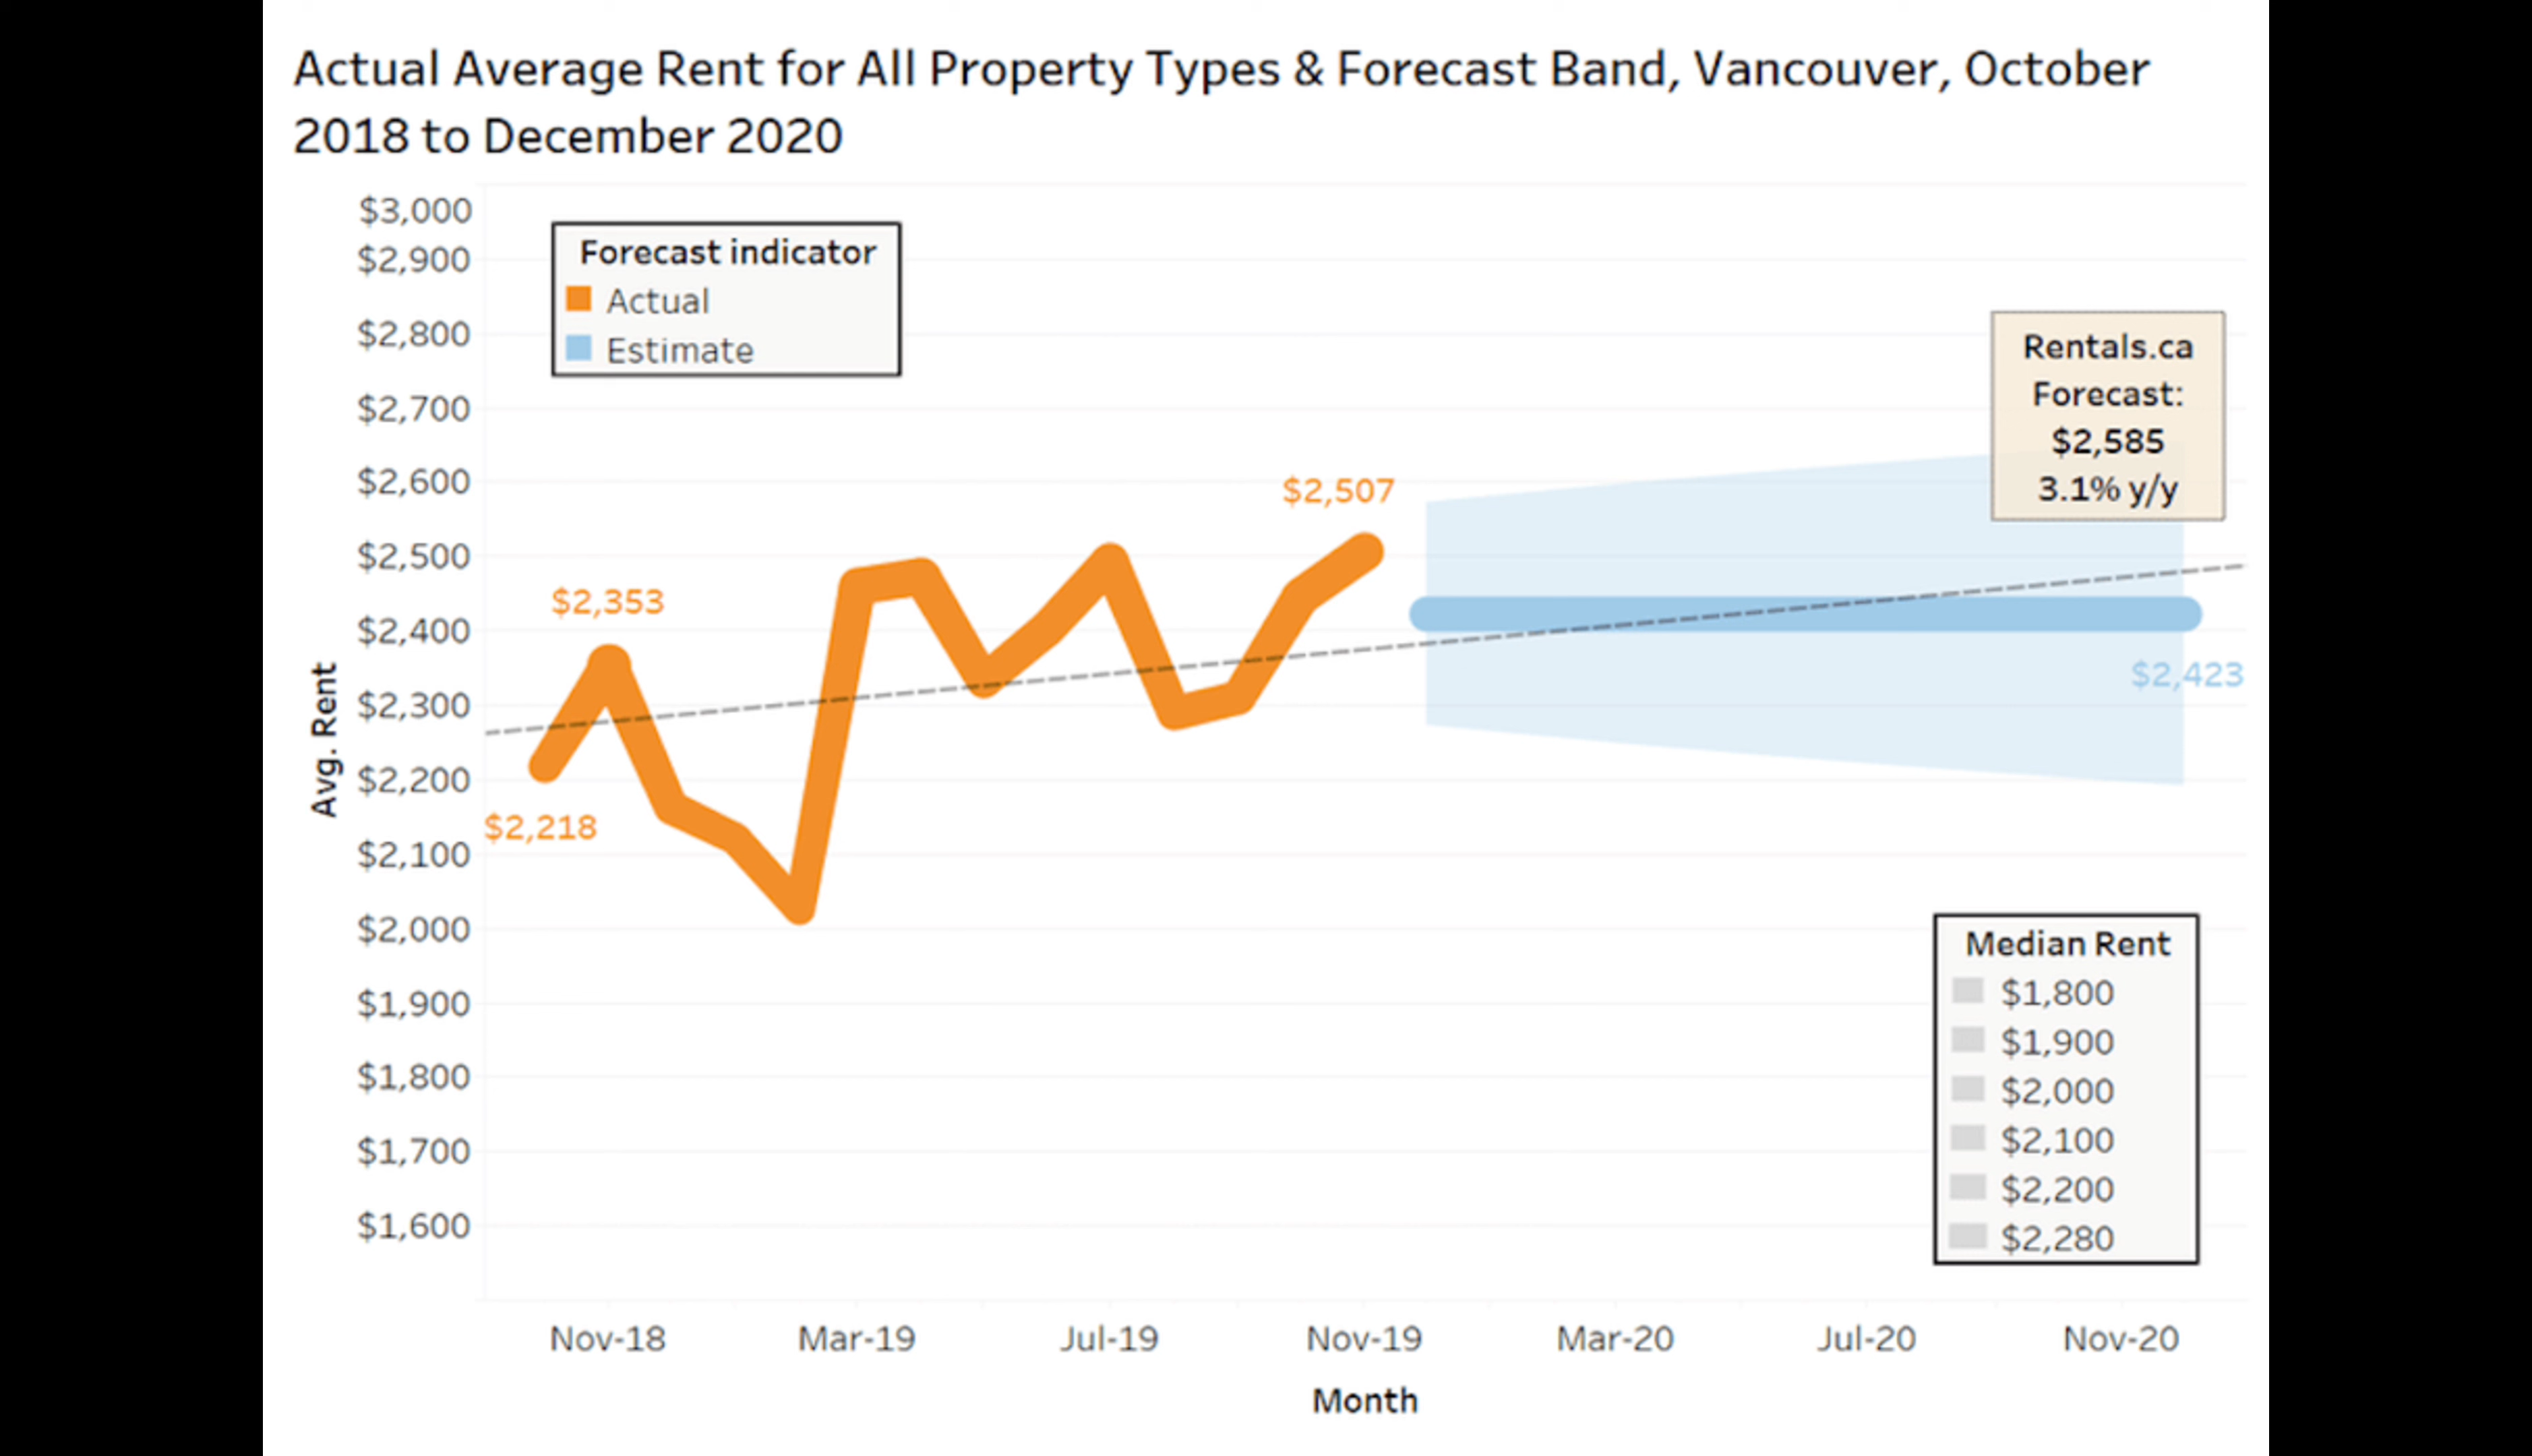 Actual Average Rent for All Property Types & Forecast Band, Vancouver, October
2018 to December 2020
$3,000
$2,900
$2,800
$2,700
$2,600
$2,500
$2,400
$2,300
$2,200
$2,100
$2,000
$1,900
$1,800
$1,700
$1,600
Avg. Rent
Forecast indicator
Actual
Estimate
Rentals.ca
Forecast:
$2,585
3.1% y/y
$2,507
$2,353
$2,218
$2,423
Median Rent
$1,800
$1,900
$2,000
$2,100
$2,200
$2,280
Nov-18
Mar-19
Jul-19
Nov-19
Mar-20
Jul-20
Nov-20
Month